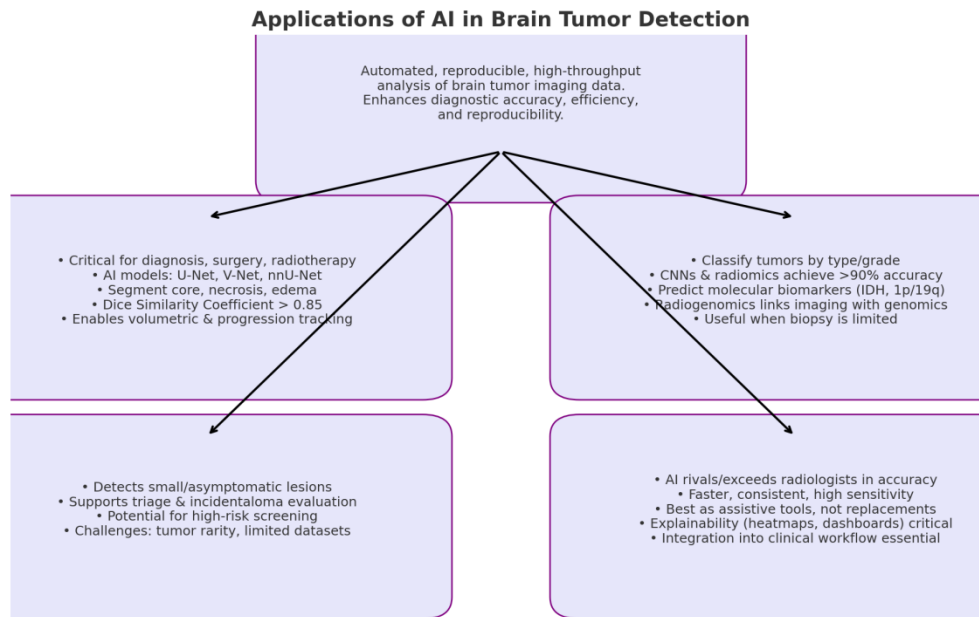 Applications of AI in Brain Tumor Detection
Automated, reproducible, high-throughput
analysis of brain tumor imaging data.
Enhances diagnostic accuracy, efficiency,
and reproducibility.
• Critical for diagnosis, surgery, radiotherapy
• AI models: U-Net, V-Net, nnU-Net
• Segment core, necrosis, edema
• Dice Similarity Coefficient > 0.85
• Enables volumetric & progression tracking
• Classify tumors by type/grade
• CNNs & radiomics achieve >90% accuracy
• Predict molecular biomarkers (IDH, 1p/19q)
• Radiogenomics links imaging with genomics
• Useful when biopsy is limited
• Detects small/asymptomatic lesions
• Supports triage & incidentaloma evaluation
• Potential for high-risk screening
• Challenges: tumor rarity, limited datasets
• AI rivals/exceeds radiologists in accuracy
• Faster, consistent, high sensitivity
• Best as assistive tools, not replacements
• Explainability (heatmaps, dashboards) critical
• Integration into clinical workflow essential